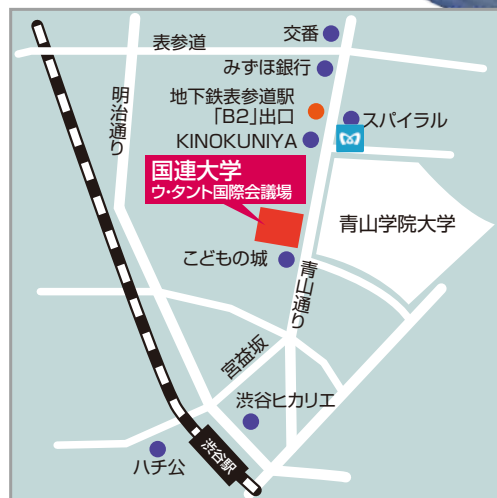 交番
表参道
みずほ銀行
明治通り
地下鉄表参道駅
「B2」出口
スパイラル
KINOKUNIYA
国連大学
ウ・タント国際会議場
青山学院大学
こどもの城
青山通り
宮益坂
渋谷ヒカリエ
渋谷駅
ハチ公